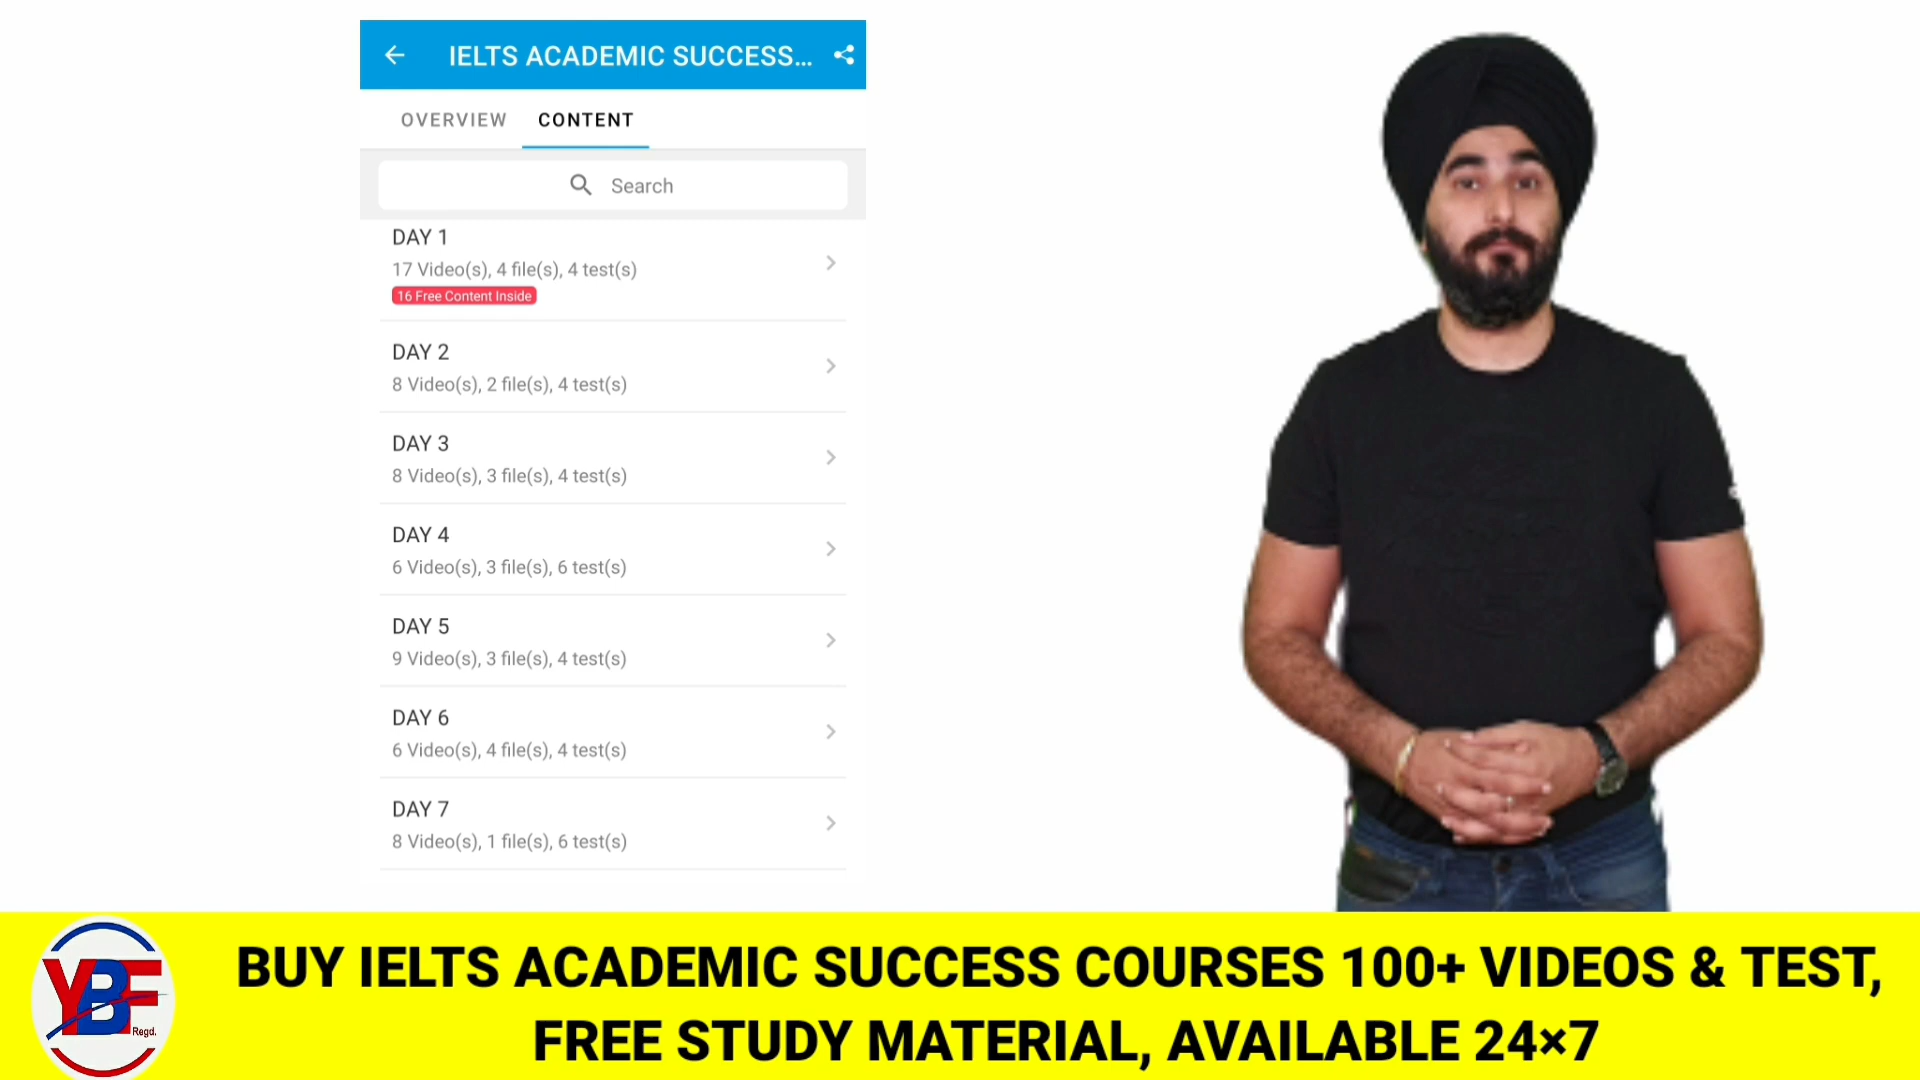 IELTS ACADEMIC SUCCESS...
OVERVIEW CONTENT
Search
DAY 1
17 Video(s), 4 file(s), 4 test(s)
16 Free Content Inside
DAY 2
8 Video(s), 2 file(s), 4 test(s)
DAY 3
8 Video(s), 3 file(s), 4 test(s)
DAY 4
6 Video(s), 3 file(s), 6 test(s)
DAY 5
9 Video(s), 3 file(s), 4 test(s)
DAY 6
6 Video(s), 4 file(s), 4 test(s)
DAY 7
8 Video(s), 1 file(s), 6 test(s)
YBF
Regd.
BUY IELTS ACADEMIC SUCCESS COURSES 100+ VIDEOS & TEST,
FREE STUDY MATERIAL, AVAILABLE 24×7